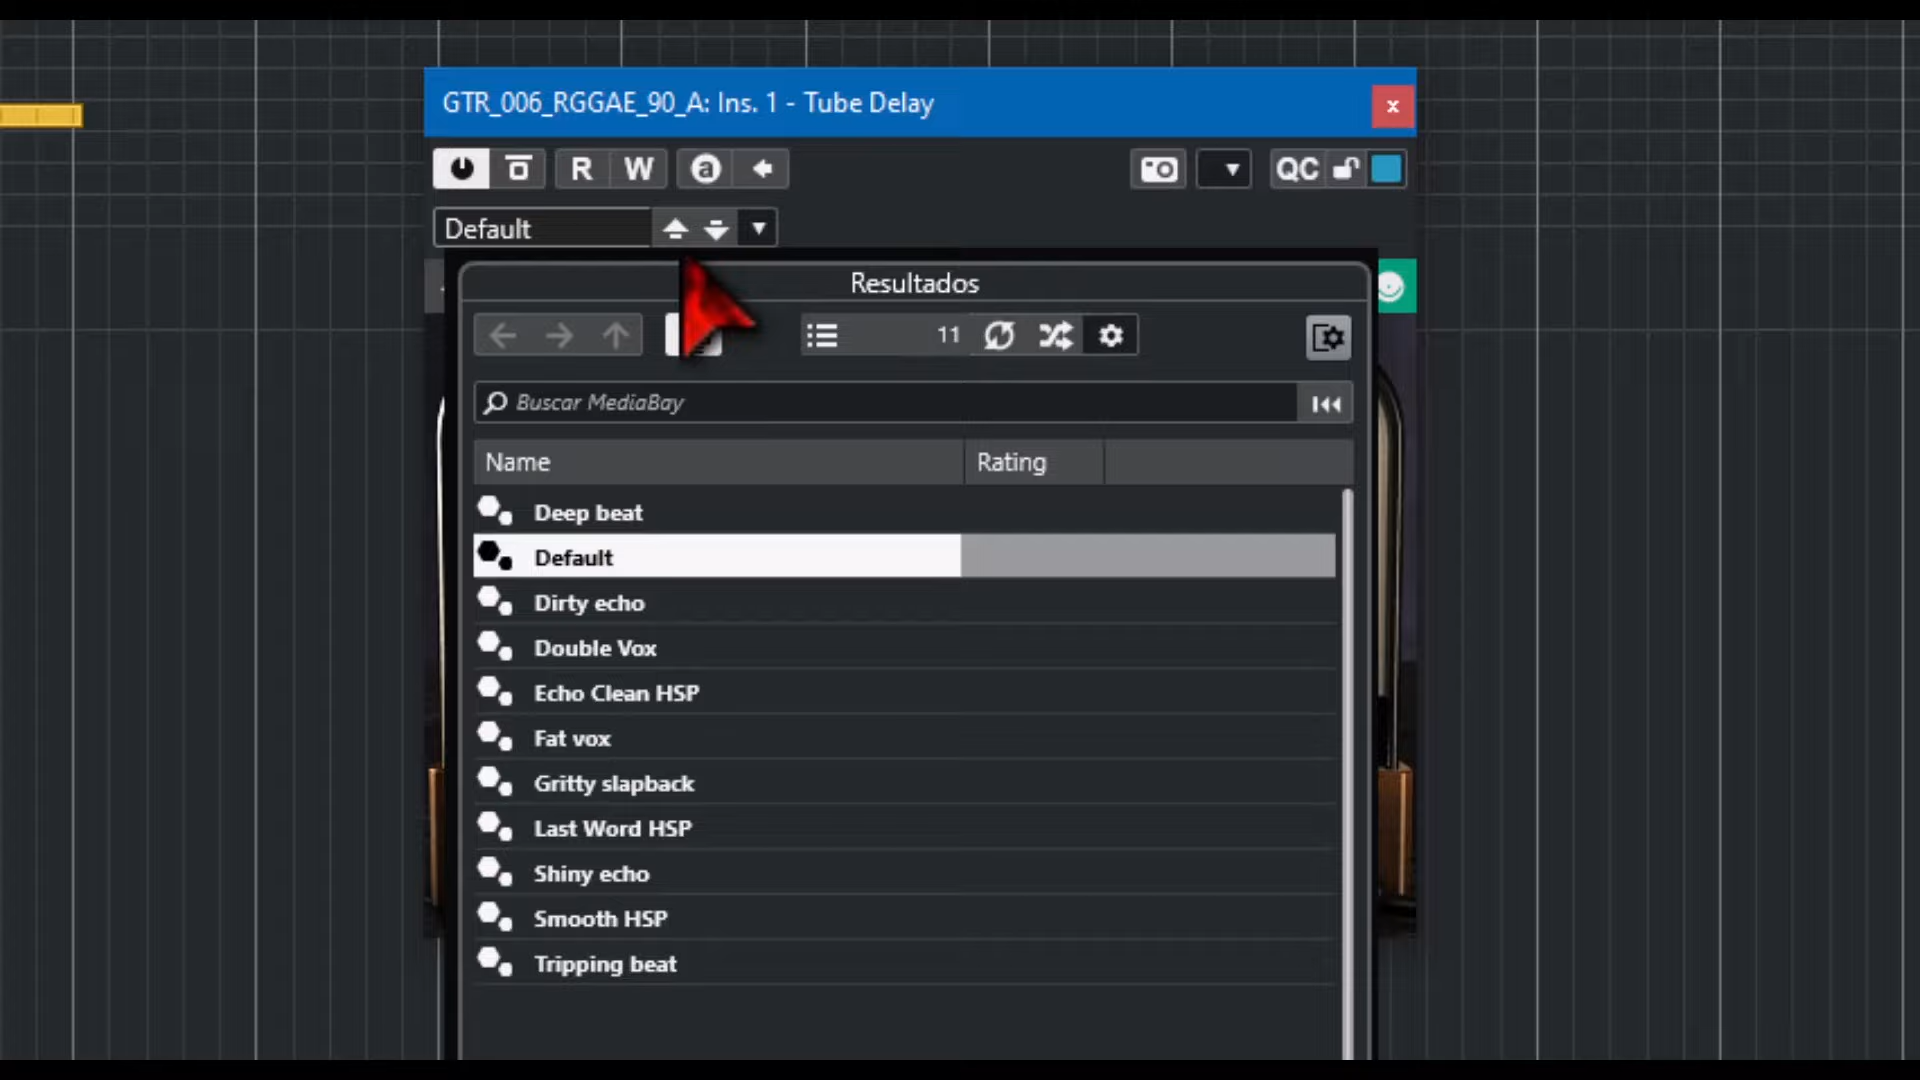 GTR_006_RGGAE_90_A: Ins. 1 - Tube Delay
x
R W a QC
Default
Resultados
11
Buscar MediaBay
Name Rating
Deep beat
Default
Dirty echo
Double Vox
Echo Clean HSP
Fat vox
Gritty slapback
Last Word HSP
Shiny echo
Smooth HSP
Tripping beat